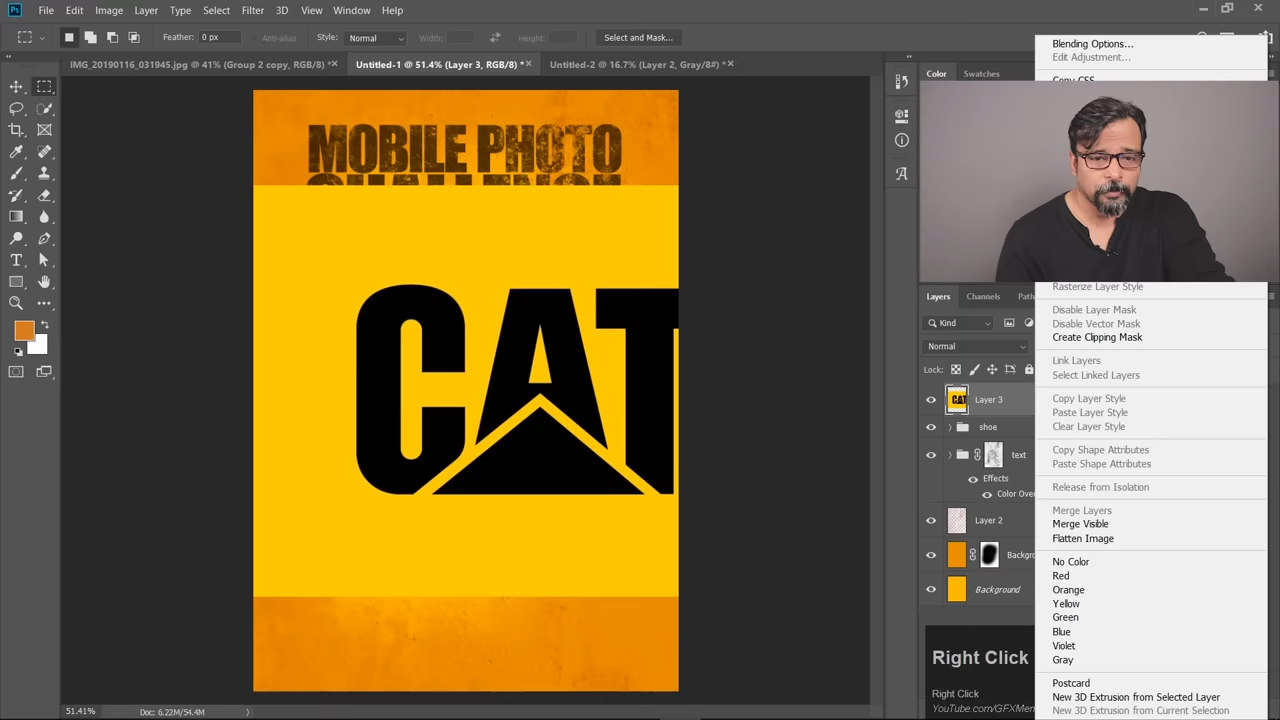 Ps File Edit Image Layer Type Select Filter 3D View Window Help
Feather: 0 px Anti-alias Style: Normal Width: Height: Select and Mask...
IMG_20190116_031945.jpg @ 41% (Group 2 copy, RGB/8) * × Untitled-1 @ 51.4% (Layer 3, RGB/8) * × Untitled-2 @ 16.7% (Layer 2, Gray/8#) * ×
MOBILE PHOTO
CHALLENGE
CAT
51.41% Doc: 6.22M/54.4M
Color Swatches
Layers Channels
Kind
Normal
Lock:
CAT Layer 3
shoe
text
Effects
Layer 2
Background
Blending Options...
Edit Adjustment...
Copy CSS
Rasterize Layer Style
Disable Layer Mask
Disable Vector Mask
Create Clipping Mask
Link Layers
Select Linked Layers
Copy Layer Style
Paste Layer Style
Clear Layer Style
Copy Shape Attributes
Paste Shape Attributes
Release from Isolation
Merge Layers
Merge Visible
Flatten Image
No Color
Red
Orange
Yellow
Green
Blue
Violet
Gray
Postcard
New 3D Extrusion from Selected Layer
New 3D Extrusion from Current Selection
Right Click
Right Click